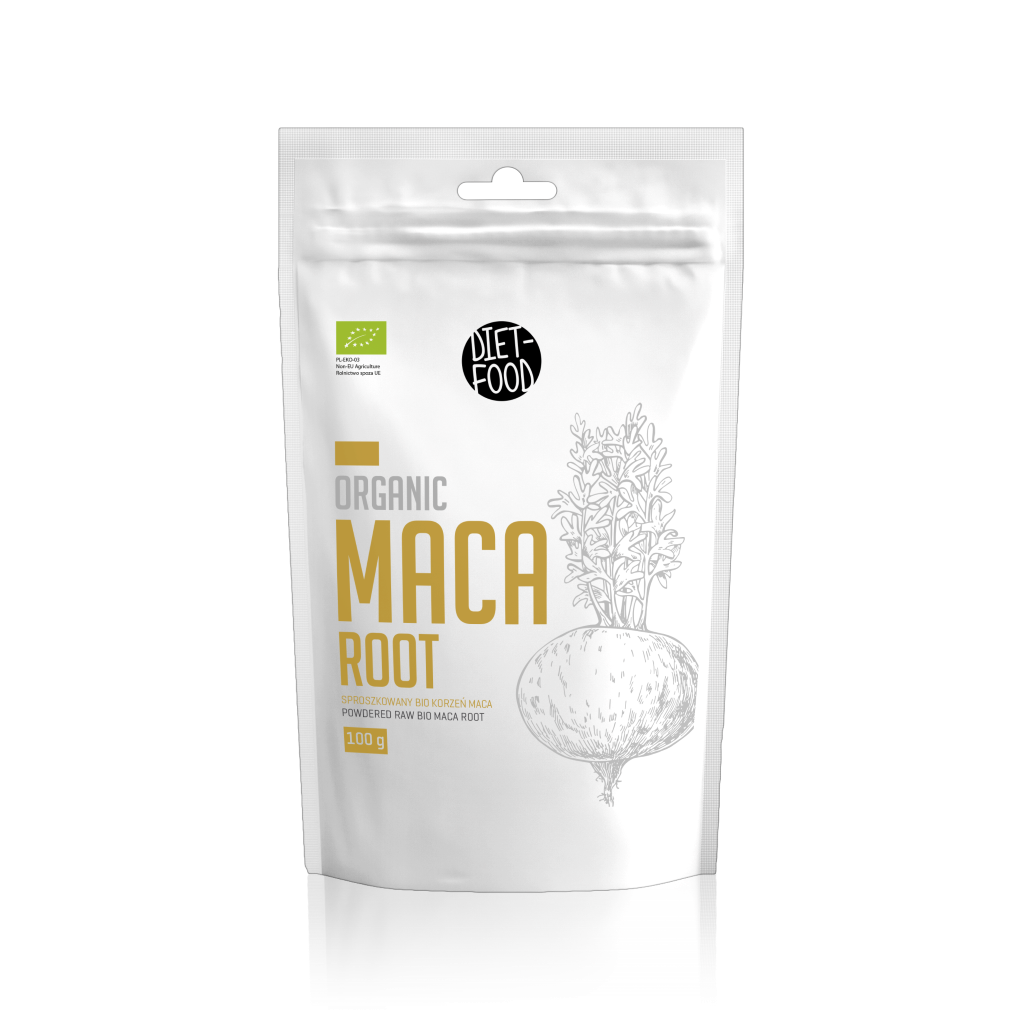 PL-EKO-03
Non-EU Agriculture
Rolnictwo spoza UE
DIET-
FOOD
ORGANIC
MACA
ROOT
SPROSZKOWANY BIO KORZEŃ MACA
POWDERED RAW BIO MACA ROOT
100 g